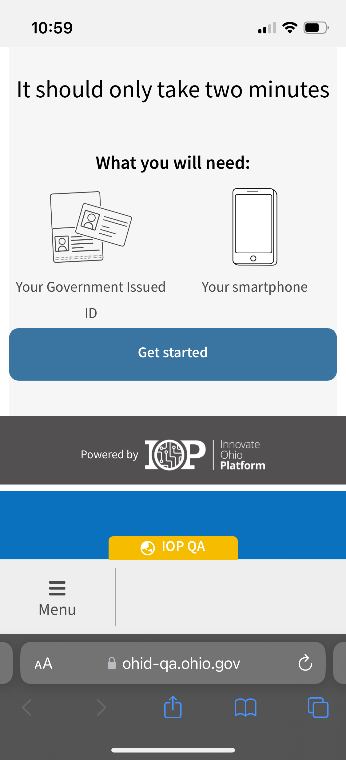 10:59
It should only take two minutes
What you will need:
Your Government Issued
ID
Your smartphone
Get started
Powered by
IOP
Innovate
Ohio
Platform
IOP QA
Menu
AA
ohid-qa.ohio.gov